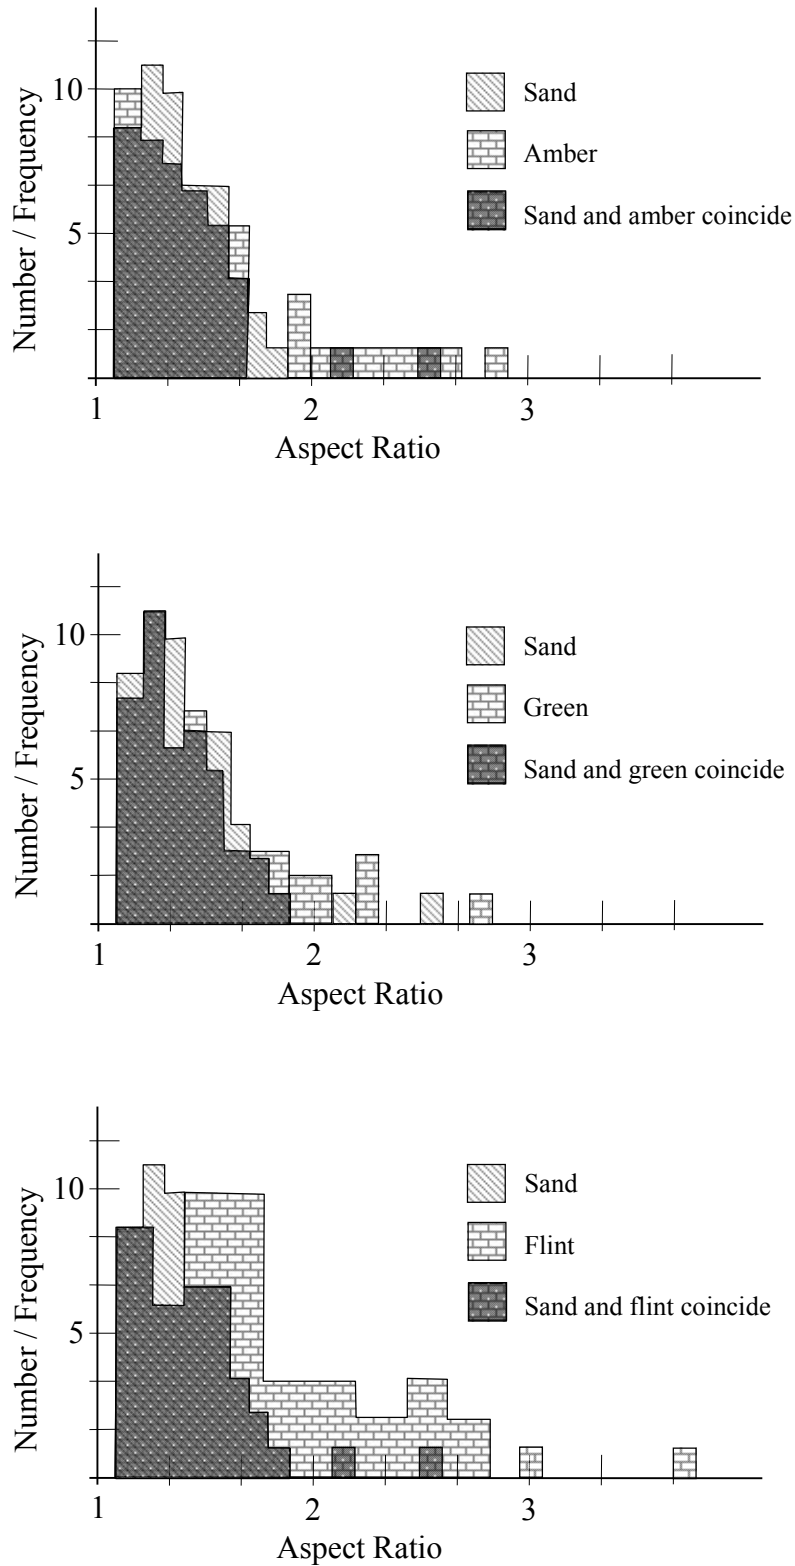 Number / Frequency
10
5
Sand
Amber
Sand and amber coincide
1
2
3
Aspect Ratio
Number / Frequency
10
5
Sand
Green
Sand and green coincide
1
2
3
Aspect Ratio
Number / Frequency
10
5
Sand
Flint
Sand and flint coincide
1
2
3
Aspect Ratio